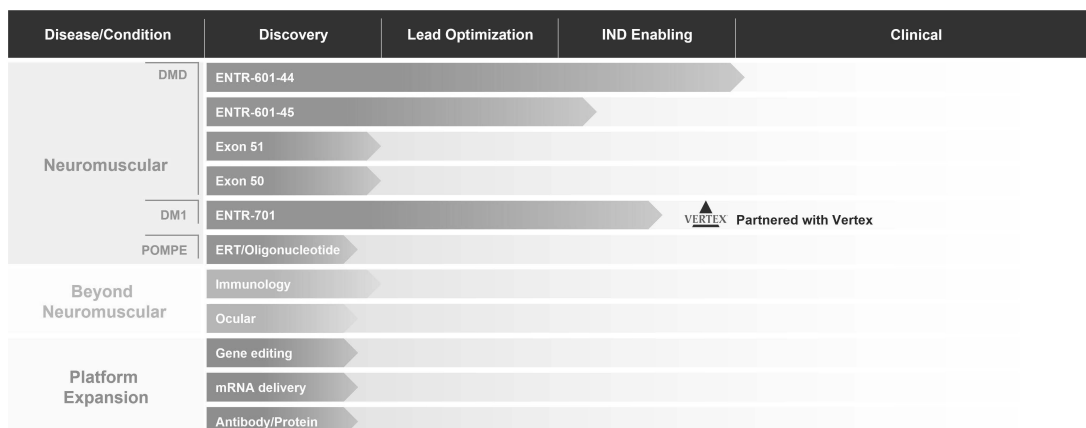 Disease/Condition Discovery Lead Optimization IND Enabling Clinical
DMD ENTR-601-44
ENTR-601-45
Exon 51
Neuromuscular
Exon 50
DM1 ENTR-701 VERTEX Partnered with Vertex
POMPE ERT/Oligonucleotide
Immunology
Beyond
Neuromuscular
Ocular
Gene editing
Platform
Expansion
mRNA delivery
Antibody/Protein